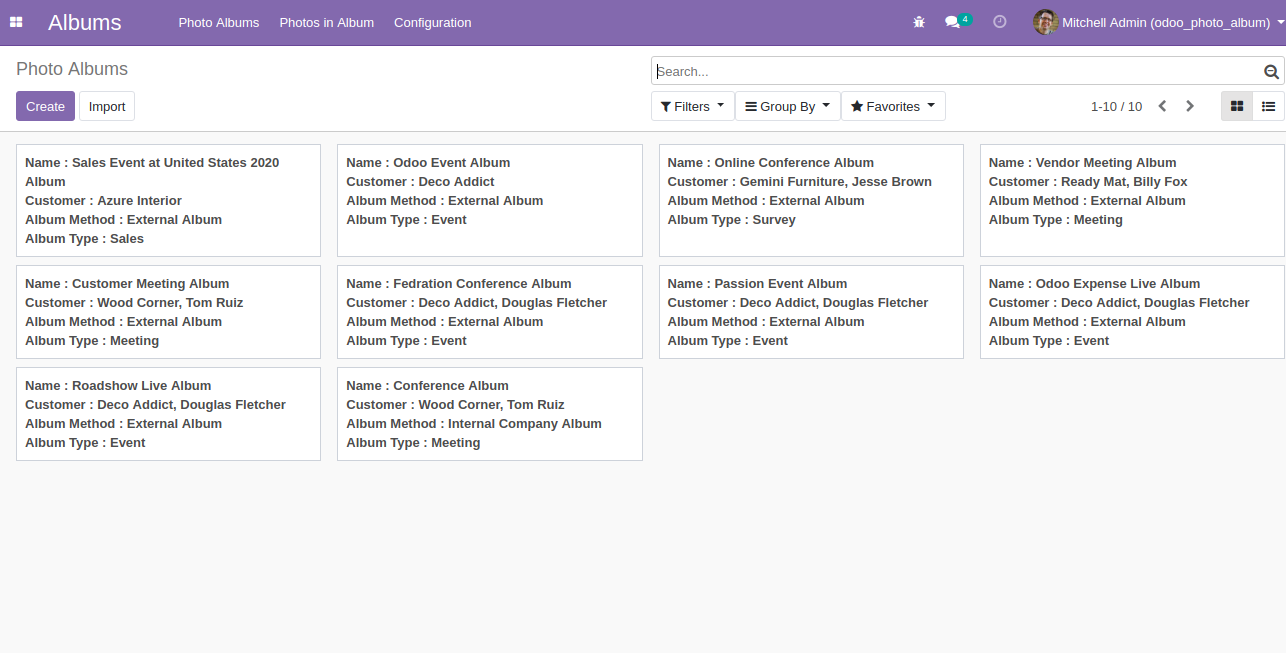 Albums Photo Albums Photos in Album Configuration 4 Mitchell Admin (odoo_photo_album)
Photo Albums
Search...
Create Import Filters Group By Favorites 1-10 / 10
Name : Sales Event at United States 2020
Album
Customer : Azure Interior
Album Method : External Album
Album Type : Sales
Name : Odoo Event Album
Customer : Deco Addict
Album Method : External Album
Album Type : Event
Name : Online Conference Album
Customer : Gemini Furniture, Jesse Brown
Album Method : External Album
Album Type : Survey
Name : Vendor Meeting Album
Customer : Ready Mat, Billy Fox
Album Method : External Album
Album Type : Meeting
Name : Customer Meeting Album
Customer : Wood Corner, Tom Ruiz
Album Method : External Album
Album Type : Meeting
Name : Fedration Conference Album
Customer : Deco Addict, Douglas Fletcher
Album Method : External Album
Album Type : Event
Name : Passion Event Album
Customer : Deco Addict, Douglas Fletcher
Album Method : External Album
Album Type : Event
Name : Odoo Expense Live Album
Customer : Deco Addict, Douglas Fletcher
Album Method : External Album
Album Type : Event
Name : Roadshow Live Album
Customer : Deco Addict, Douglas Fletcher
Album Method : External Album
Album Type : Event
Name : Conference Album
Customer : Wood Corner, Tom Ruiz
Album Method : Internal Company Album
Album Type : Meeting